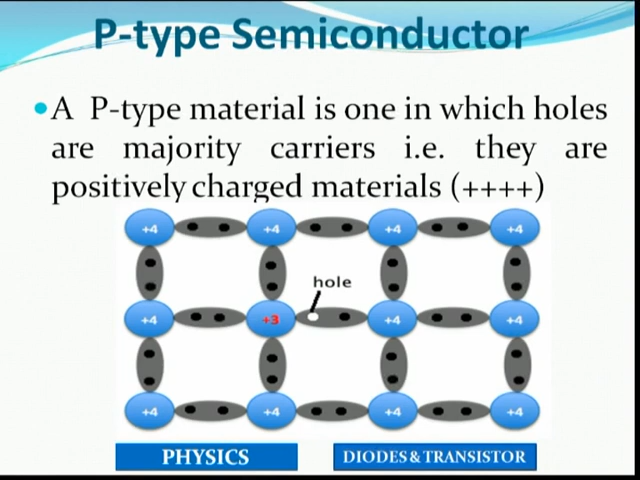 P-type Semiconductor
A P-type material is one in which holes
are majority carriers i.e. they are
positively charged materials (++++)
+4 +4 +4 +4
hole
+4 +3 +4 +4
+4 +4 +4 +4
PHYSICS DIODES & TRANSISTOR